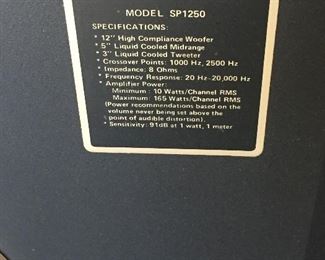 MODEL SP1250
SPECIFICATIONS:
* 12" High Compliance Woofer
* 5" Liquid Cooled Midrange
* 3" Liquid Cooled Tweeter
* Crossover Points: 1000 Hz, 2500 Hz
* Impedance: 8 Ohms
* Frequency Response: 20 Hz-20,000 Hz
* Amplifier Power:
Minimum: 10 Watts/Channel RMS
Maximum: 165 Watts/Channel RMS
(Power recommendations based on the
volume never being set above the
point of audible distortion).
* Sensitivity: 91dB at 1 watt, 1 meter